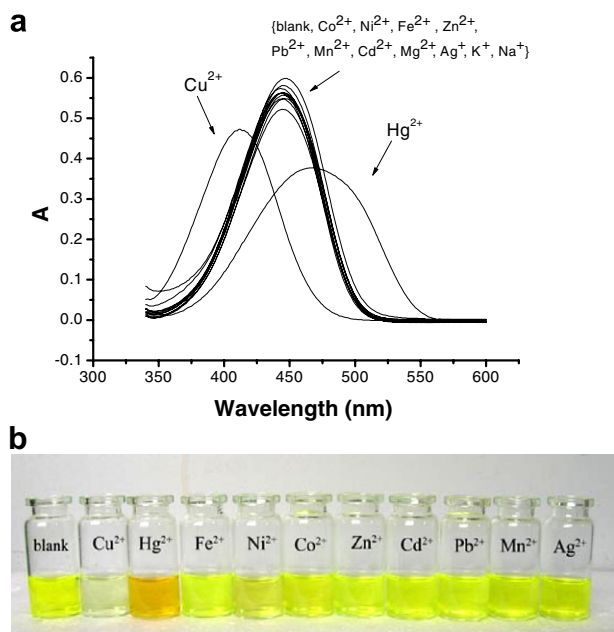 a
{blank, Co²⁺, Ni²⁺, Fe²⁺ , Zn²⁺,
Pb²⁺, Mn²⁺, Cd²⁺, Mg²⁺, Ag⁺, K⁺, Na⁺}
Cu²⁺
Hg²⁺
0.6
0.5
0.4
0.3
0.2
0.1
0.0
-0.1
A
300 350 400 450 500 550 600
Wavelength (nm)
b
blank Cu²⁺ Hg²⁺ Fe²⁺ Ni²⁺ Co²⁺ Zn²⁺ Cd²⁺ Pb²⁺ Mn²⁺ Ag⁺